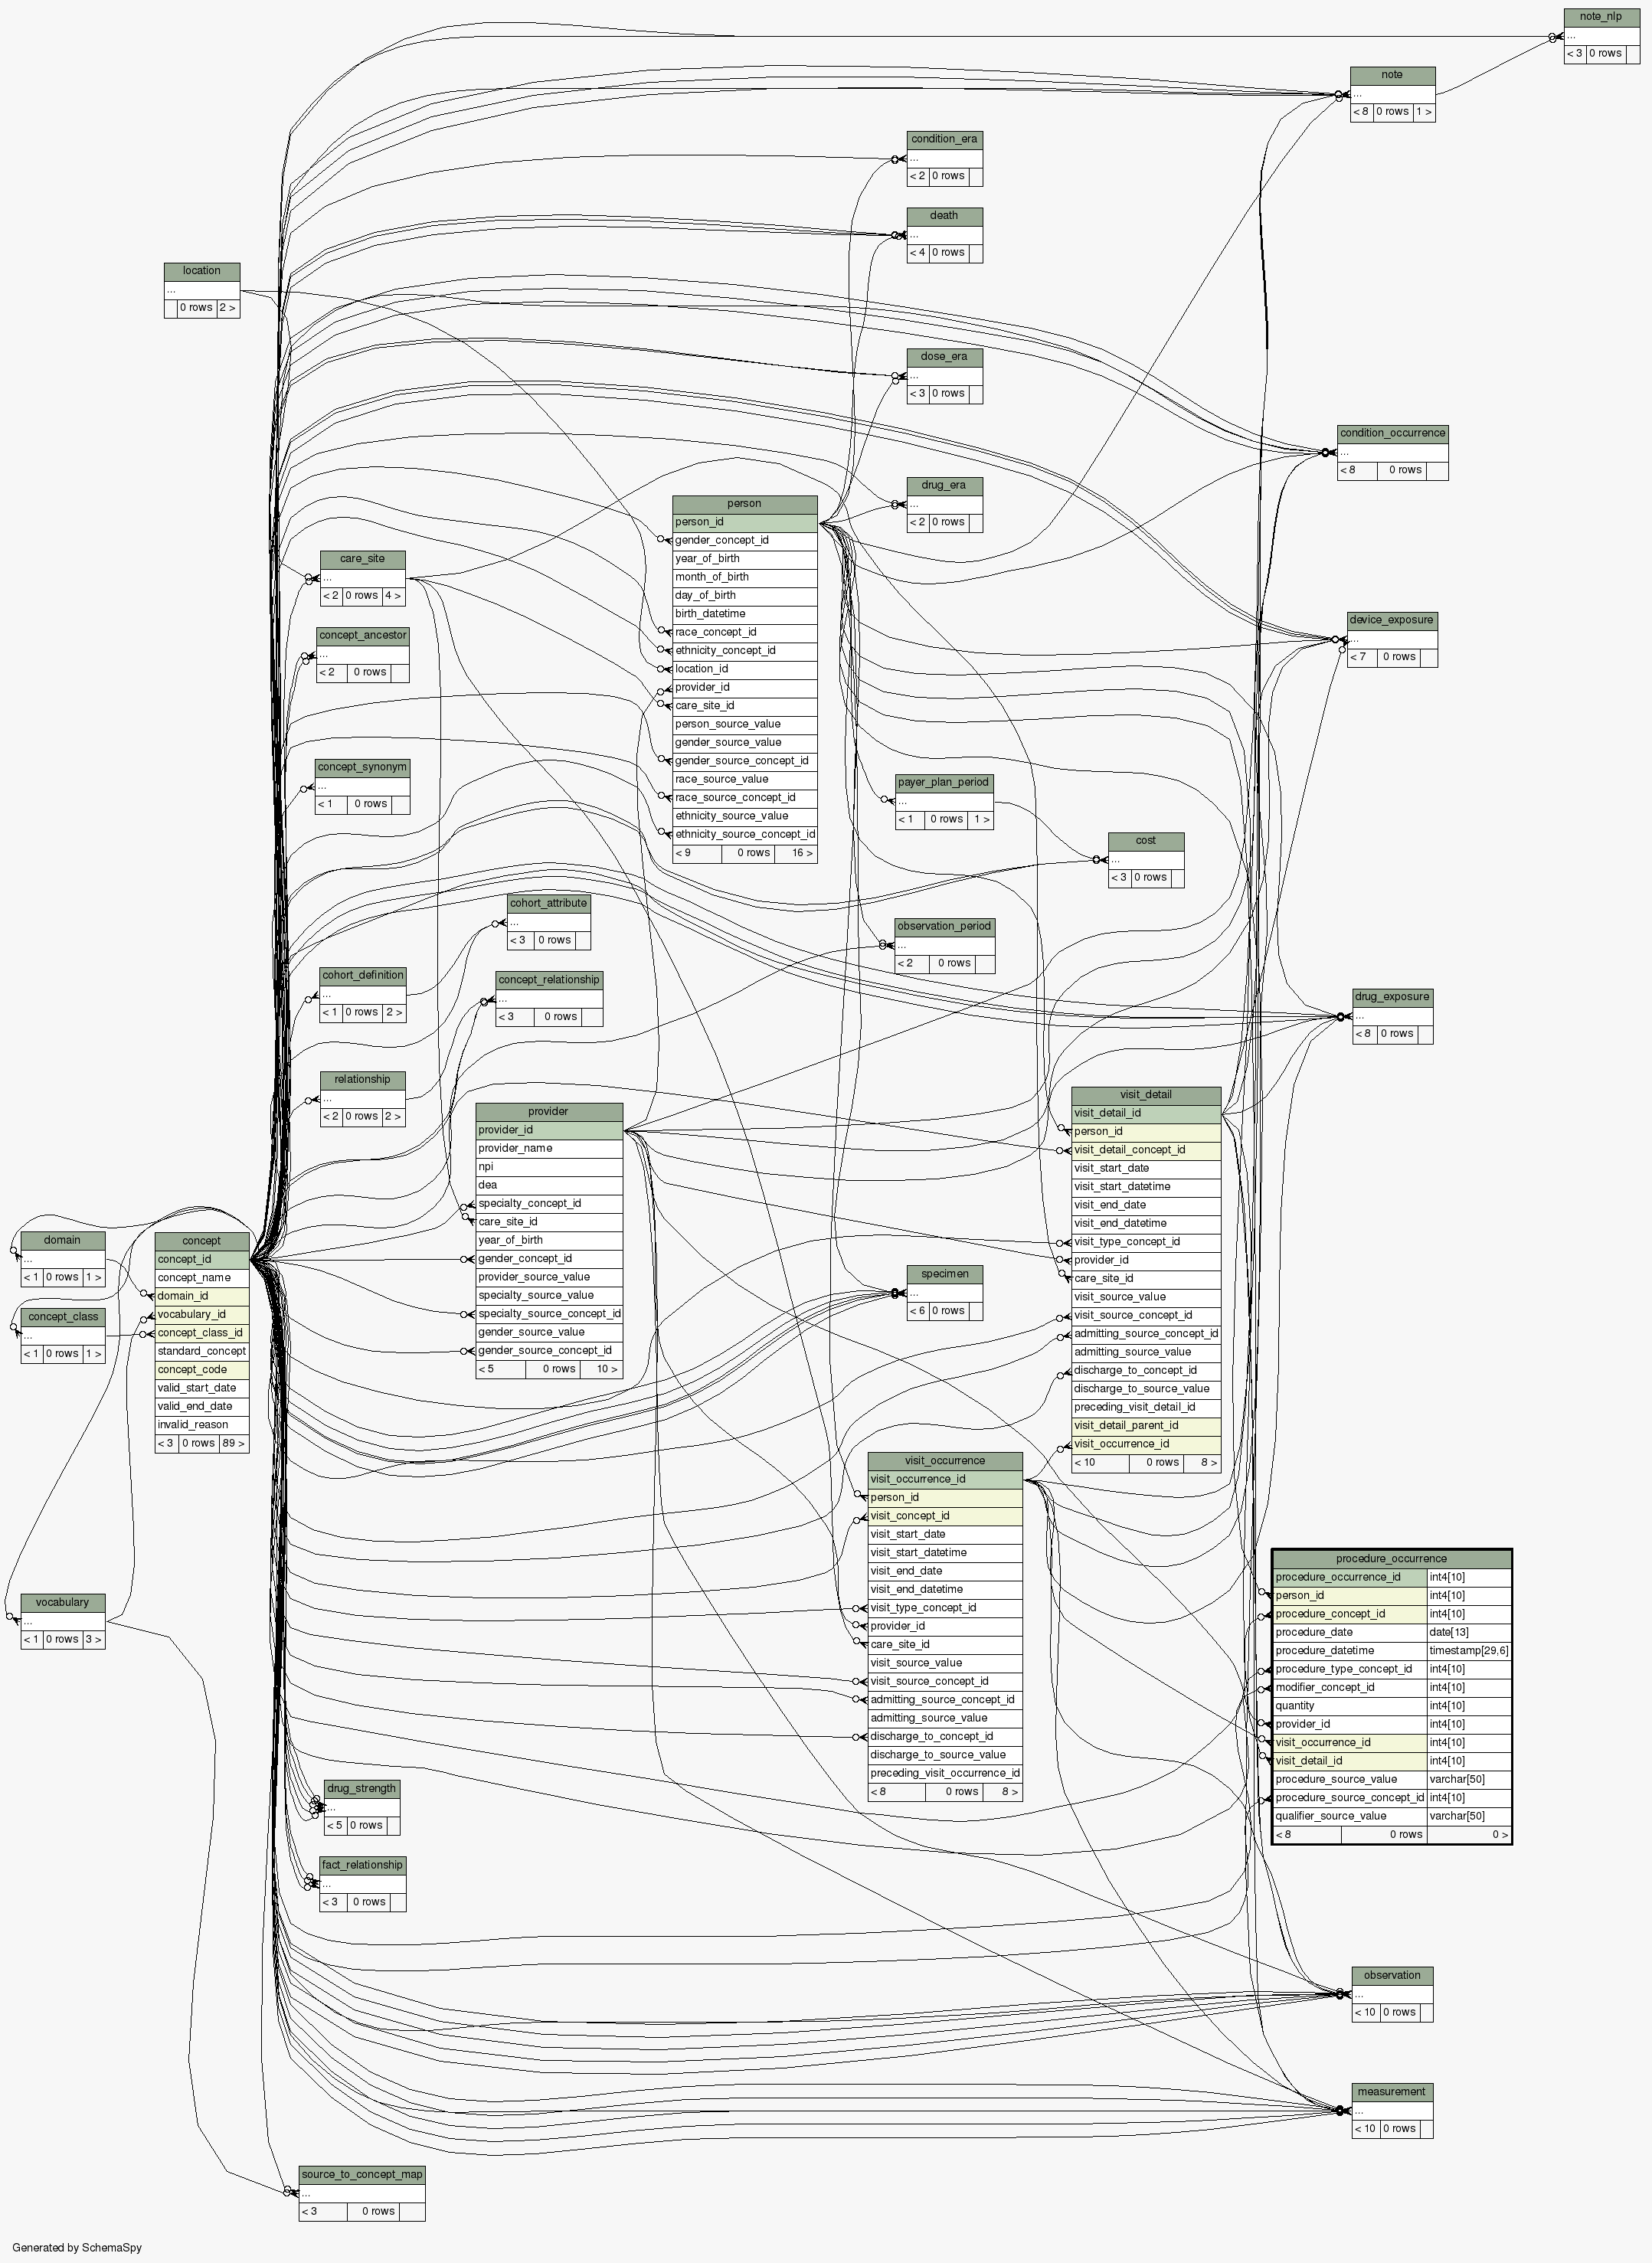 note_nlp
...
< 3 0 rows
note
...
< 8 0 rows 1 >
condition_era
...
< 2 0 rows
death
...
< 4 0 rows
location
...
0 rows 2 >
dose_era
...
< 3 0 rows
condition_occurrence
...
< 8 0 rows
drug_era
...
< 2 0 rows
person
person_id
gender_concept_id
year_of_birth
month_of_birth
day_of_birth
birth_datetime
race_concept_id
ethnicity_concept_id
location_id
provider_id
care_site_id
person_source_value
gender_source_value
gender_source_concept_id
race_source_value
race_source_concept_id
ethnicity_source_value
ethnicity_source_concept_id
< 9 0 rows 16 >
care_site
...
< 2 0 rows 4 >
concept_ancestor
...
< 2 0 rows
device_exposure
...
< 7 0 rows
concept_synonym
...
< 1 0 rows
payer_plan_period
...
< 1 0 rows 1 >
cost
...
< 3 0 rows
cohort_attribute
...
< 3 0 rows
observation_period
...
< 2 0 rows
cohort_definition
...
< 1 0 rows 2 >
concept_relationship
...
< 3 0 rows
drug_exposure
...
< 8 0 rows
relationship
...
< 2 0 rows 2 >
provider
provider_id
provider_name
npi
dea
specialty_concept_id
care_site_id
year_of_birth
gender_concept_id
provider_source_value
specialty_source_value
specialty_source_concept_id
gender_source_value
gender_source_concept_id
< 5 0 rows 10 >
visit_detail
visit_detail_id
person_id
visit_detail_concept_id
visit_start_date
visit_start_datetime
visit_end_date
visit_end_datetime
visit_type_concept_id
provider_id
care_site_id
visit_source_value
visit_source_concept_id
admitting_source_concept_id
admitting_source_value
discharge_to_concept_id
discharge_to_source_value
preceding_visit_detail_id
visit_detail_parent_id
visit_occurrence_id
< 10 0 rows 8 >
domain
...
< 1 0 rows 1 >
concept_class
...
< 1 0 rows 1 >
concept
concept_id
concept_name
domain_id
vocabulary_id
concept_class_id
standard_concept
concept_code
valid_start_date
valid_end_date
invalid_reason
< 3 0 rows 89 >
specimen
...
< 6 0 rows
visit_occurrence
visit_occurrence_id
person_id
visit_concept_id
visit_start_date
visit_start_datetime
visit_end_date
visit_end_datetime
visit_type_concept_id
provider_id
care_site_id
visit_source_value
visit_source_concept_id
admitting_source_concept_id
admitting_source_value
discharge_to_concept_id
discharge_to_source_value
preceding_visit_occurrence_id
< 8 0 rows 8 >
procedure_occurrence
procedure_occurrence_id int4[10]
person_id int4[10]
procedure_concept_id int4[10]
procedure_date date[13]
procedure_datetime timestamp[29,6]
procedure_type_concept_id int4[10]
modifier_concept_id int4[10]
quantity int4[10]
provider_id int4[10]
visit_occurrence_id int4[10]
visit_detail_id int4[10]
procedure_source_value varchar[50]
procedure_source_concept_id int4[10]
qualifier_source_value varchar[50]
< 8 0 rows 0 >
vocabulary
...
< 1 0 rows 3 >
drug_strength
...
< 5 0 rows
fact_relationship
...
< 3 0 rows
observation
...
< 10 0 rows
measurement
...
< 10 0 rows
source_to_concept_map
...
< 3 0 rows
Generated by SchemaSpy